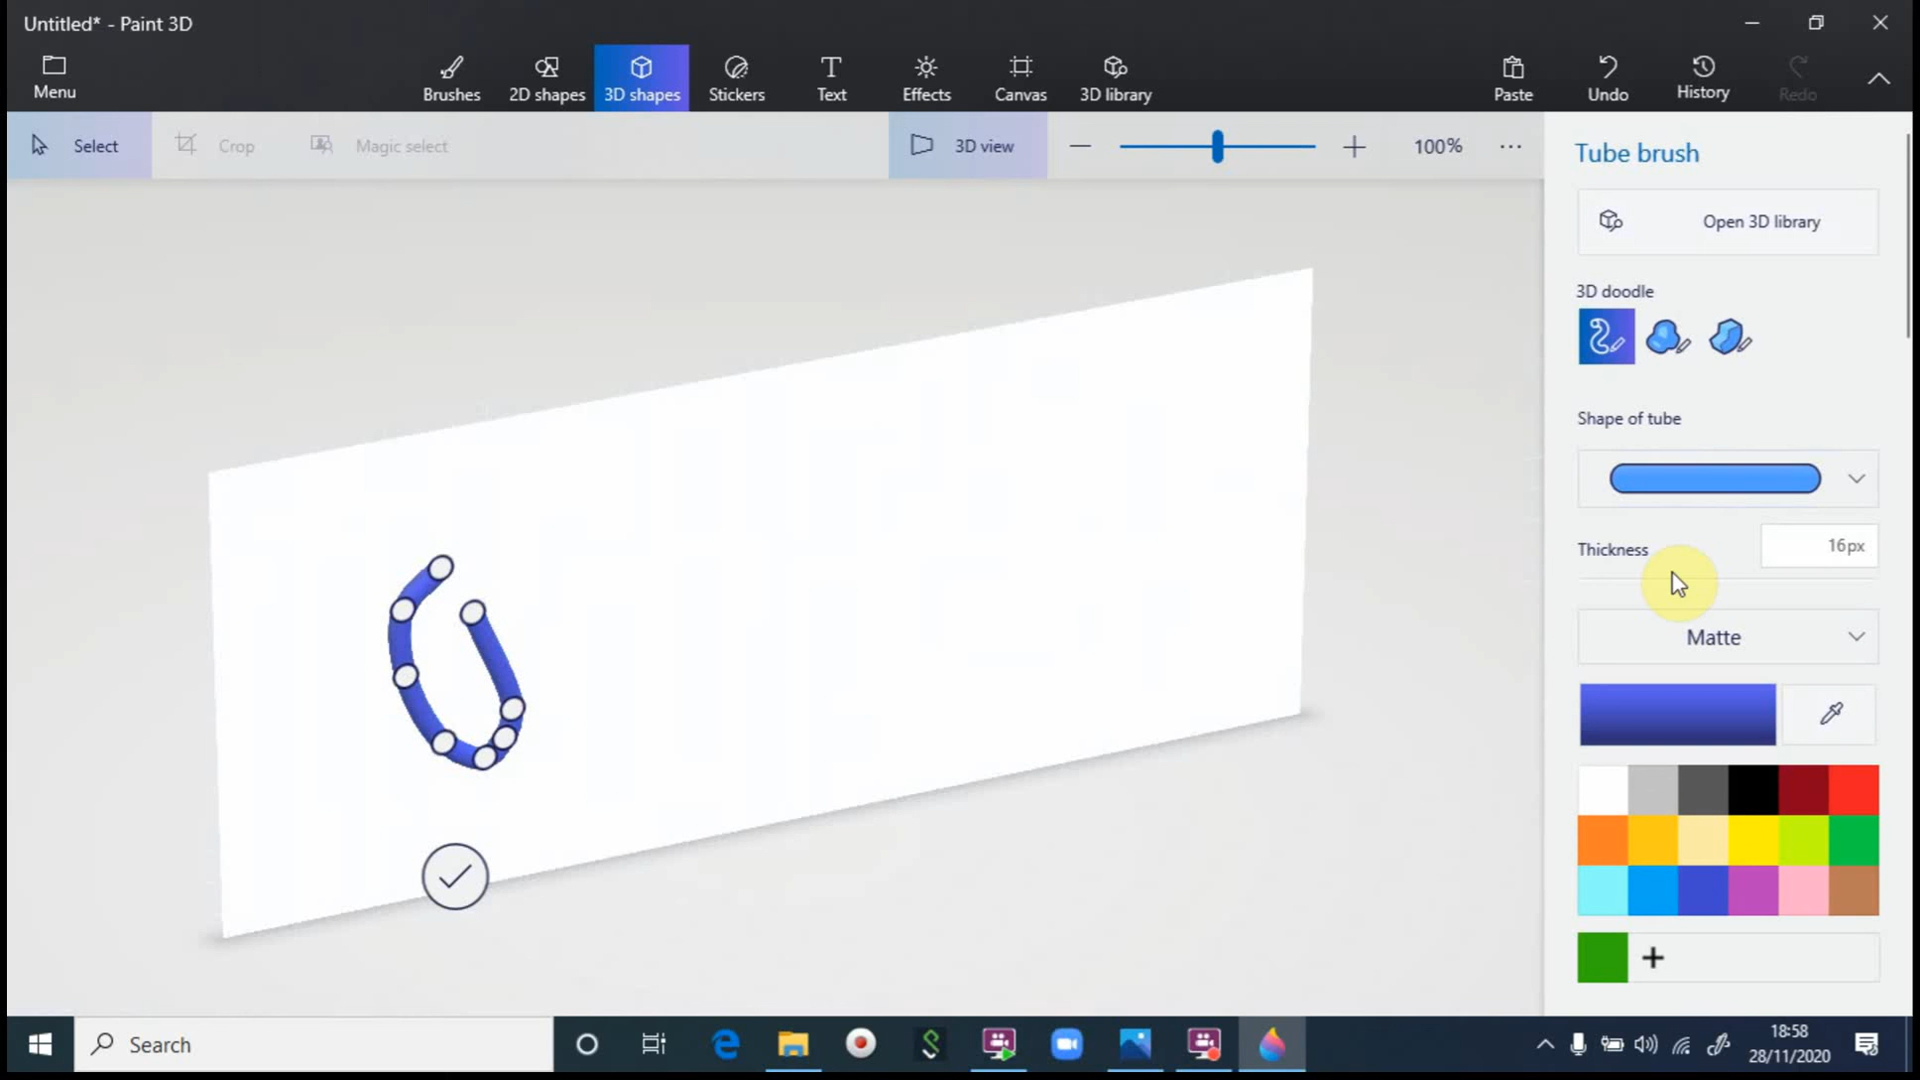 Untitled* - Paint 3D
Menu
Brushes
2D shapes
3D shapes
Stickers
Text
Effects
Canvas
3D library
Paste
Undo
History
Redo
Select
Crop
Magic select
3D view
100%
Tube brush
Open 3D library
3D doodle
Shape of tube
Thickness
16px
Matte
Search
18:58
28/11/2020